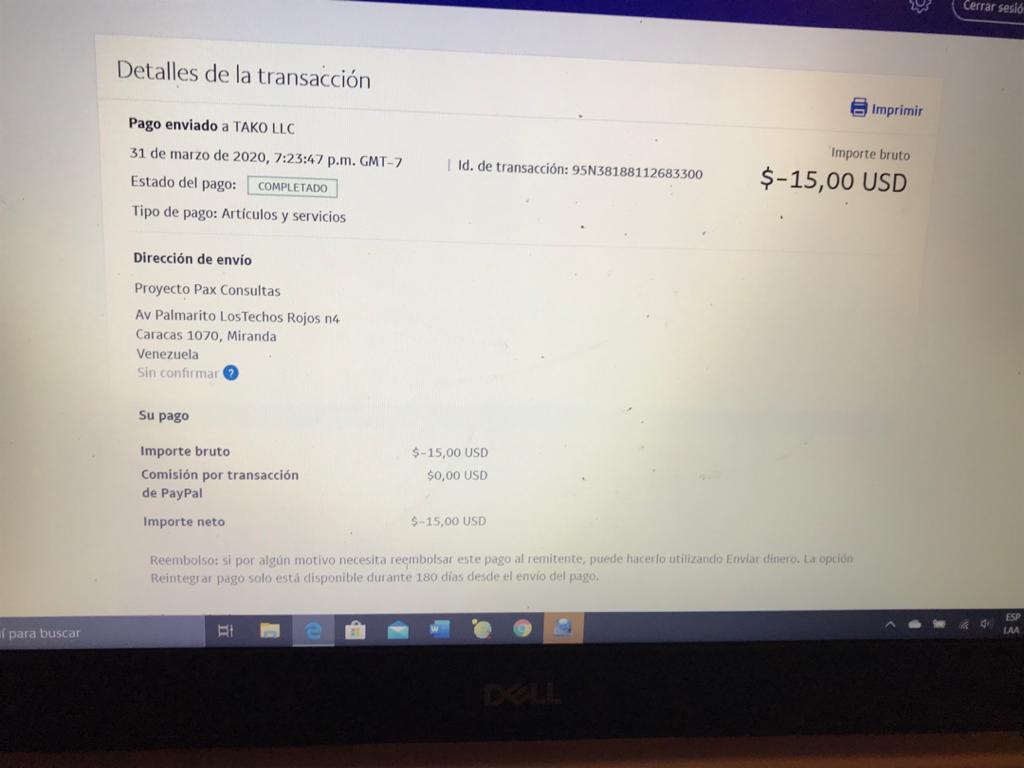 Cerrar sesió
Detalles de la transacción
Imprimir
Pago enviado a TAKO LLC
Importe bruto
31 de marzo de 2020, 7:23:47 p.m. GMT-7 | Id. de transacción: 95N38188112683300
$-15,00 USD
Estado del pago: COMPLETADO
Tipo de pago: Artículos y servicios
Dirección de envío
Proyecto Pax Consultas
Av Palmarito LosTechos Rojos n4
Caracas 1070, Miranda
Venezuela
Sin confirmar ?
Su pago
Importe bruto $-15,00 USD
Comisión por transacción $0,00 USD
de PayPal
Importe neto $-15,00 USD
Reembolso: si por algún motivo necesita reembolsar este pago al remitente, puede hacerlo utilizando Enviar dinero. La opción
Reintegrar pago solo está disponible durante 180 días desde el envío del pago.
í para buscar
ESP
LAA
DELL